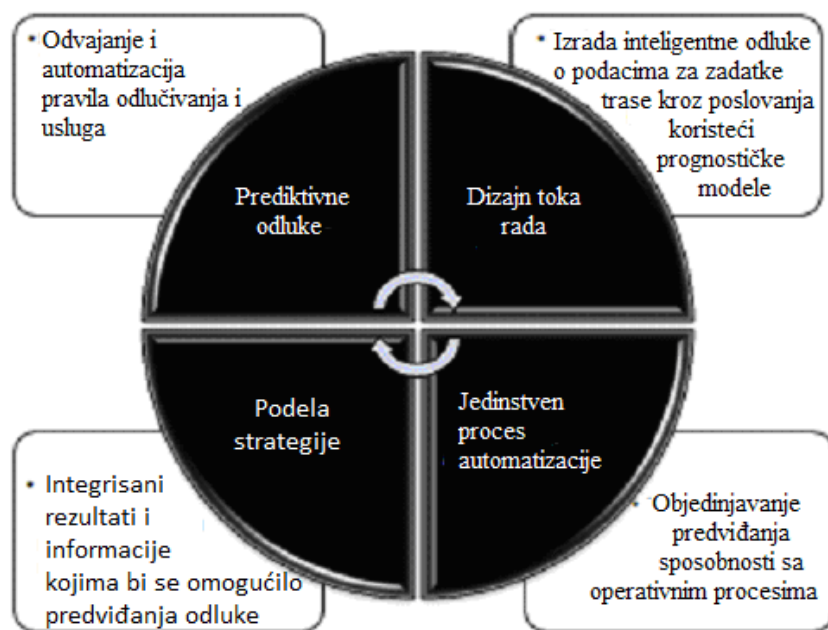 • Odvajanje i
automatizacija
pravila odlučivanja i
usluga
• Izrada inteligentne odluke
o podacima za zadatke
trase kroz poslovanja
koristeći
prognostičke
modele
Prediktivne
odluke
Dizajn toka
rada
Podela
strategije
Jedinstven
proces
automatizacije
• Integrisani
rezultati i
informacije
kojima bi se omogućilo
predviđanja odluke
• Objedinjavanje
predviđanja
sposobnosti sa
operativnim procesima